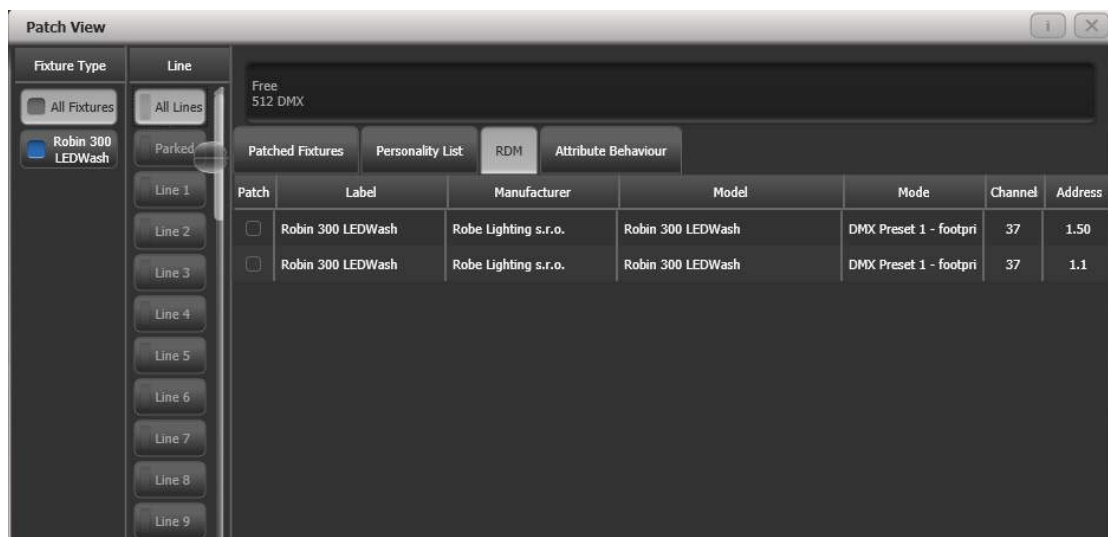 Patch View
i
Fixture Type
Line
All Fixtures
Robin 300
LEDWash
All Lines
Parked
Line 1
Line 2
Line 3
Line 4
Line 5
Line 6
Line 7
Line 8
Line 9
Free
512 DMX
Patched Fixtures Personality List RDM Attribute Behaviour
Patch Label Manufacturer Model Mode Channel Address
Robin 300 LEDWash Robe Lighting s.r.o. Robin 300 LEDWash DMX Preset 1 - footpri 37 1.50
Robin 300 LEDWash Robe Lighting s.r.o. Robin 300 LEDWash DMX Preset 1 - footpri 37 1.1